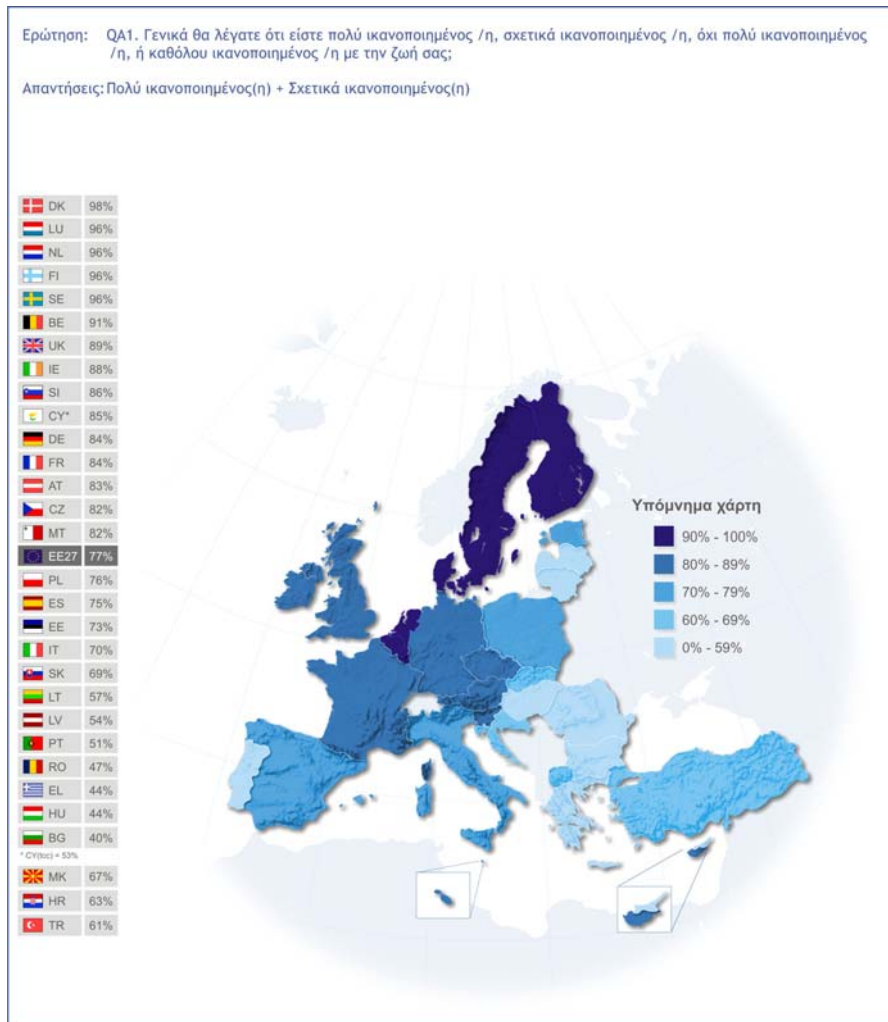 Ερώτηση: QA1. Γενικά θα λέγατε ότι είστε πολύ ικανοποιημένος /η, σχετικά ικανοποιημένος /η, όχι πολύ ικανοποιημένος
/η, ή καθόλου ικανοποιημένος /η με την ζωή σας;
Απαντήσεις: Πολύ ικανοποιημένος(η) + Σχετικά ικανοποιημένος(η)
DK 98%
LU 96%
NL 96%
FI 96%
SE 96%
BE 91%
UK 89%
IE 88%
SI 86%
CY* 85%
DE 84%
FR 84%
AT 83%
CZ 82%
MT 82%
EE27 77%
PL 76%
ES 75%
EE 73%
IT 70%
SK 69%
LT 57%
LV 54%
PT 51%
RO 47%
EL 44%
HU 44%
BG 40%
* CY(tcc) = 53%
MK 67%
HR 63%
TR 61%
Υπόμνημα χάρτη
90% - 100%
80% - 89%
70% - 79%
60% - 69%
0% - 59%